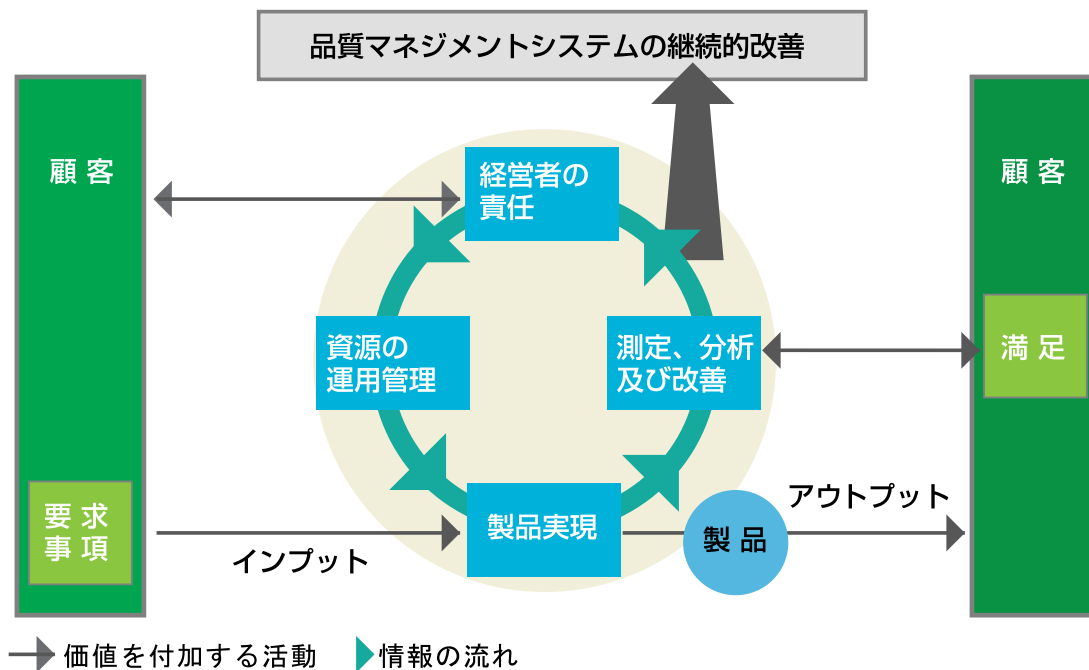 品質マネジメントシステムの継続的改善
顧客
経営者の
責任
顧客
資源の
運用管理
測定、分析
及び改善
満足
要求
事項
インプット
製品実現
製品
アウトプット
価値を付加する活動
情報の流れ